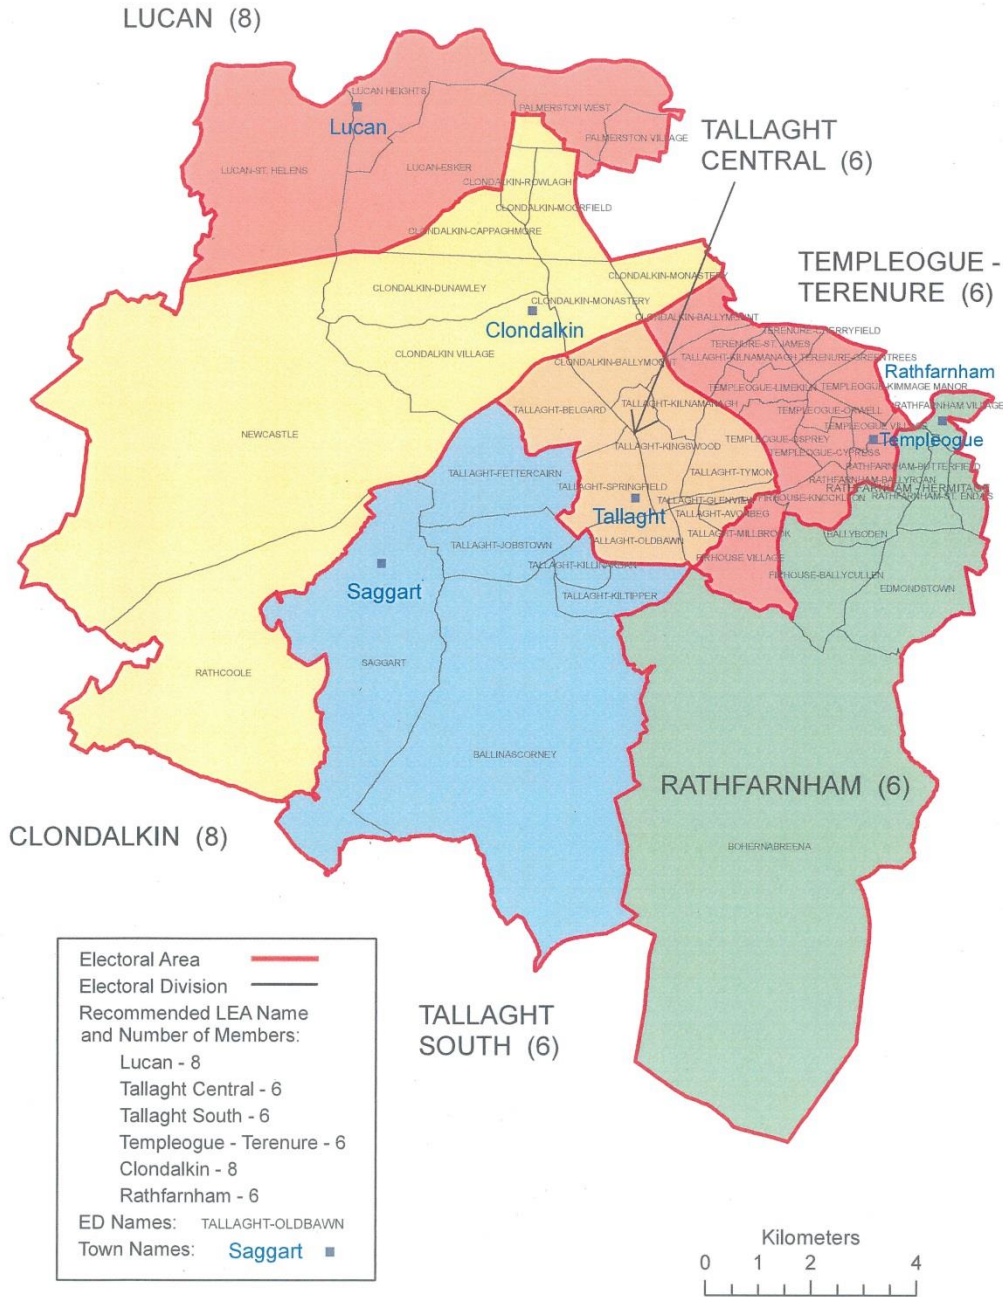 LUCAN (8)
LUCAN HEIGHTS
Lucan
PALMERSTON WEST
PALMERSTON VILLAGE
TALLAGHT
CENTRAL (6)
LUCAN-ST. HELENS
LUCAN-ESKER
CLONDALKIN-ROWLAGH
CLONDALKIN-MOORFIELD
CLONDALKIN-CAPPAGHMORE
TEMPLEOGUE -
TERENURE (6)
CLONDALKIN-MONASTERY
CLONDALKIN-DUNAWLEY
CLONDALKIN-MONASTERY
Clondalkin
CLONDALKIN-BALLYMOUNT
TERENURE-CHERRYFIELD
TERENURE-ST. JAMES
CLONDALKIN VILLAGE
CLONDALKIN-BALLYMOUNT
TALLAGHT-KILNAMANAGH
TERENURE-GREENTREES
Rathfarnham
TEMPLEOGUE-LIMEKILN
TEMPLEOGUE-KIMMAGE MANOR
TALLAGHT-BELGARD
TALLAGHT-KILNAMANAGH
TEMPLEOGUE-ORWELL
RATHFARNHAM VILLAGE
TEMPLEOGUE VILLAGE
NEWCASTLE
TALLAGHT-KINGSWOOD
TEMPLEOGUE-OSPREY
Templeogue
TEMPLEOGUE-CYPRESS
TALLAGHT-FETTERCAIRN
TALLAGHT-TYMON
RATHFARNHAM-BUTTERFIELD
RATHFARNHAM-BALLYROAN
TALLAGHT-SPRINGFIELD
RATHFARNHAM - HERMITAGE
TALLAGHT-GLENVIEW
FIRHOUSE-KNOCKLYON
RATHFARNHAM-ST. ENDA'S
Tallaght
TALLAGHT-AVONBEG
TALLAGHT-MILLBROOK
BALLYBODEN
TALLAGHT-JOBSTOWN
TALLAGHT-OLDBAWN
FIRHOUSE VILLAGE
Saggart
TALLAGHT-KILLINARDAN
FIRHOUSE-BALLYCULLEN
TALLAGHT-KILTIPPER
EDMONDSTOWN
RATHCOOLE
SAGGART
BALLINASCORNEY
RATHFARNHAM (6)
CLONDALKIN (8)
BOHERNABREENA
TALLAGHT
SOUTH (6)
Electoral Area
Electoral Division
Recommended LEA Name
and Number of Members:
Lucan - 8
Tallaght Central - 6
Tallaght South - 6
Templeogue - Terenure - 6
Clondalkin - 8
Rathfarnham - 6
ED Names: TALLAGHT-OLDBAWN
Town Names: Saggart
Kilometers
0 1 2 4